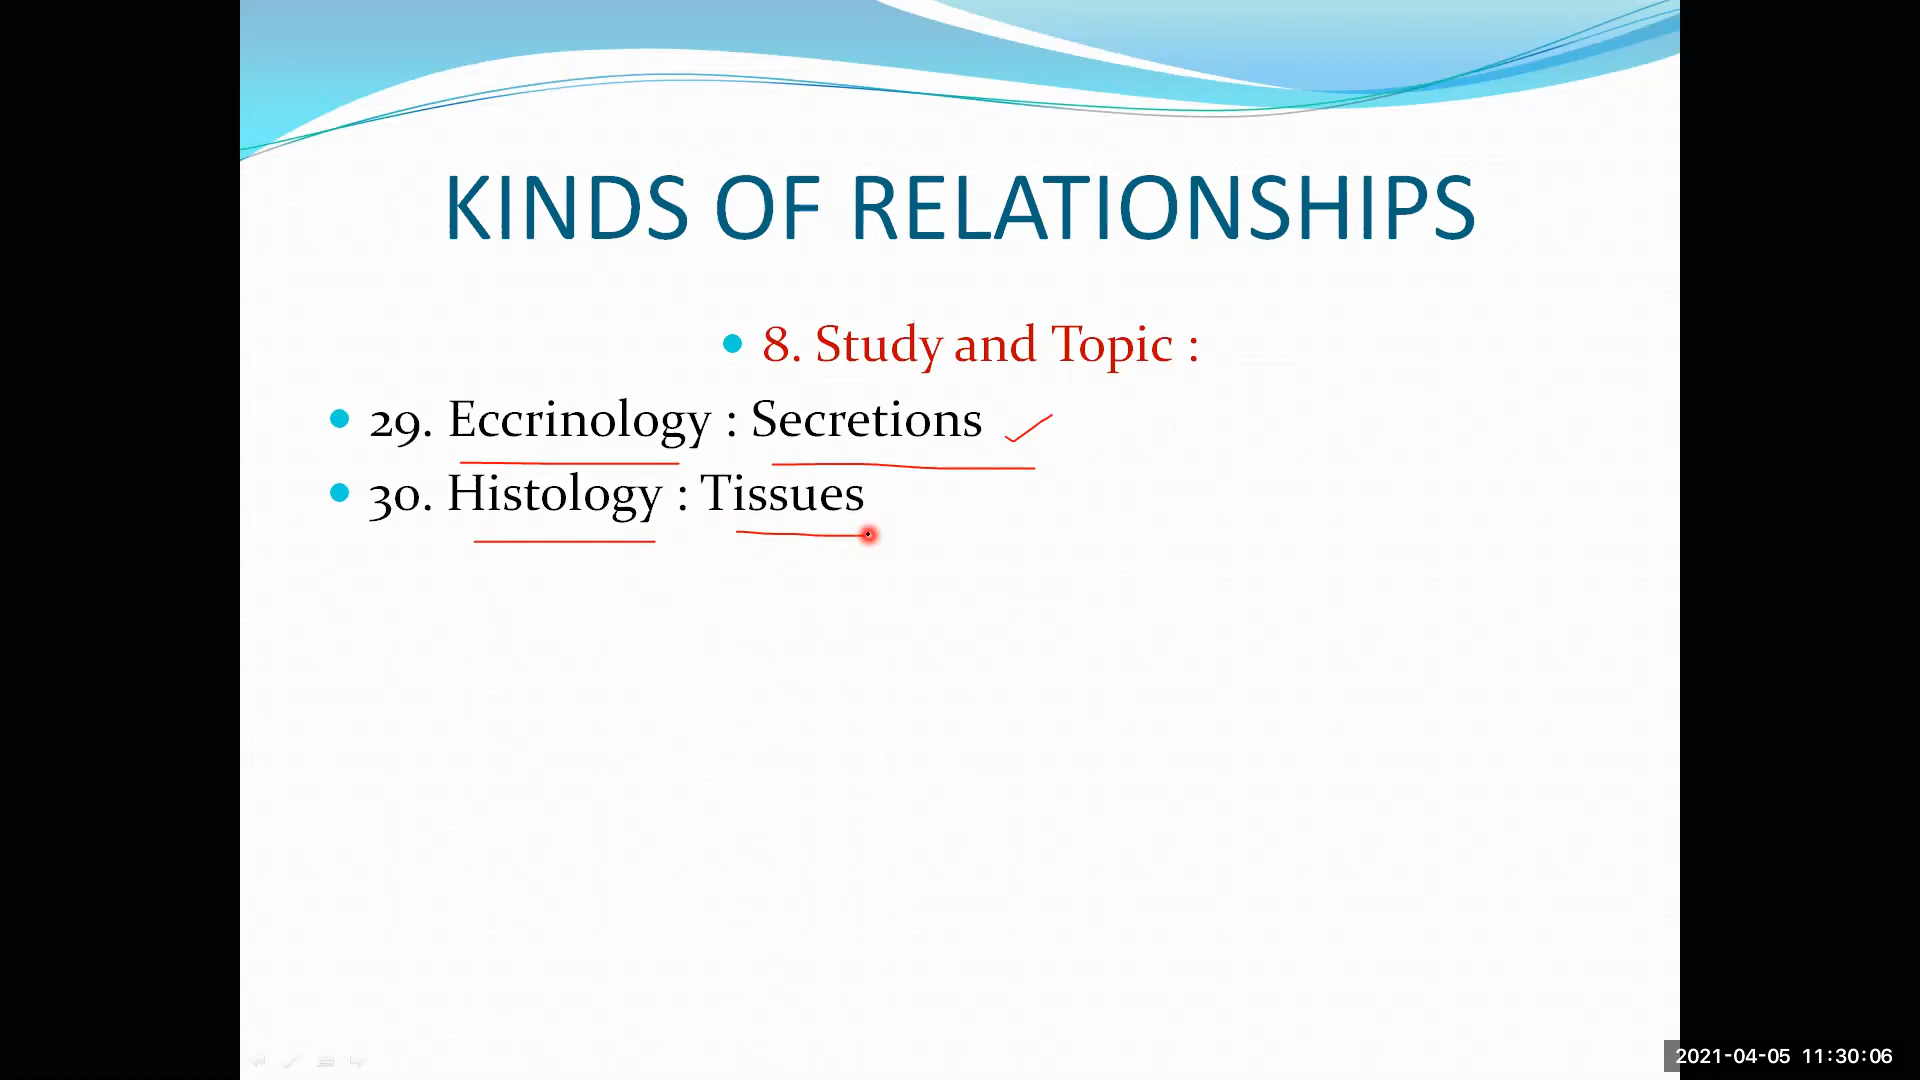 KINDS OF RELATIONSHIPS
8. Study and Topic :
29. Eccrinology : Secretions
30. Histology : Tissues
2021-04-05 11:30:06